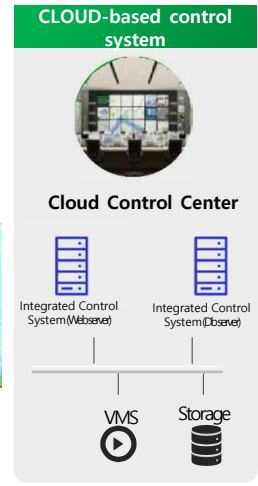 CLOUD-based control
system
Cloud Control Center
Integrated Control
System(Webserver)
Integrated Control
System(Dbserver)
VMS
Storage